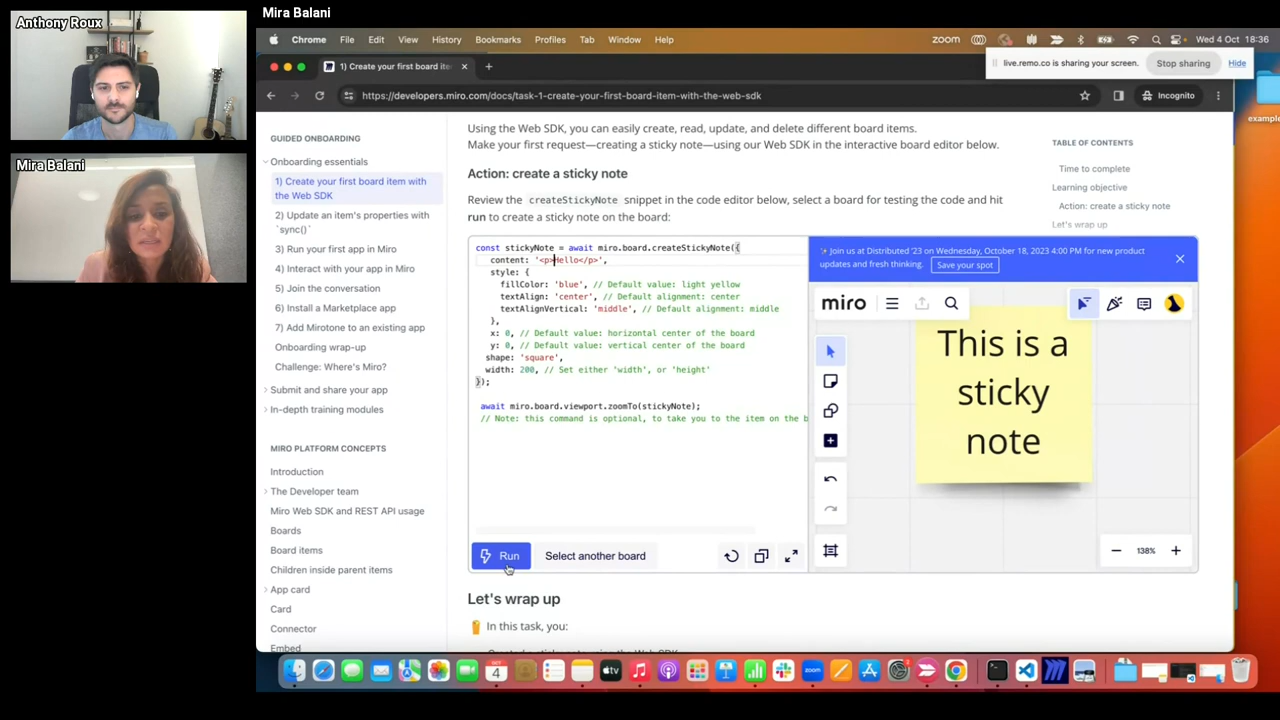 Anthony Roux
Mira Balani
Mira Balani
Chrome File Edit View History Bookmarks Profiles Tab Window Help
zoom
Wed 4 Oct 18:36
live.remo.co is sharing your screen.
Stop sharing
Hide
1) Create your first board ite
https://developers.miro.com/docs/task-1-create-your-first-board-item-with-the-web-sdk
Incognito
example
GUIDED ONBOARDING
Onboarding essentials
1) Create your first board item
with the Web SDK
2) Update an item's properties with
`sync()`
3) Run your first app in Miro
4) Interact with your app in Miro
5) Join the conversation
6) Install a Marketplace app
7) Add Mirotone to an existing app
Onboarding wrap-up
Challenge: Where's Miro?
Submit and share your app
In-depth training modules
MIRO PLATFORM CONCEPTS
Introduction
The Developer team
Miro Web SDK and REST API usage
Boards
Board items
Children inside parent items
App card
Card
Connector
Embed
Using the Web SDK, you can easily create, read, update, and delete different board items.
Make your first request—creating a sticky note—using our Web SDK in the interactive board editor below.
Action: create a sticky note
Review the createStickyNote snippet in the code editor below, select a board for testing the code and hit
run to create a sticky note on the board:
const stickyNote = await miro.board.createStickyNote({
content: '<p>Hello</p>',
style: {
fillColor: 'blue', // Default value: light yellow
textAlign: 'center', // Default alignment: center
textAlignVertical: 'middle', // Default alignment: middle
},
x: 0, // Default value: horizontal center of the board
y: 0, // Default value: vertical center of the board
shape: 'square',
width: 200, // Set either 'width', or 'height'
});
await miro.board.viewport.zoomTo(stickyNote);
// Note: this command is optional, to take you to the item on the b
Run
Select another board
Join us at Distributed '23 on Wednesday, October 18, 2023 4:00 PM for new product
updates and fresh thinking.
Save your spot
miro
This is a
sticky
note
138%
Let's wrap up
In this task, you:
TABLE OF CONTENTS
Time to complete
Learning objective
Action: create a sticky note
Let's wrap up